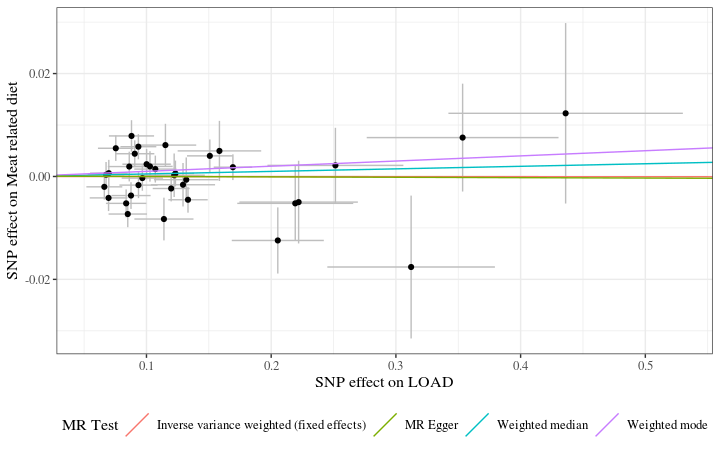 SNP effect on Meat related diet
0.02
0.00
-0.02
0.1 0.2 0.3 0.4 0.5
SNP effect on LOAD
MR Test Inverse variance weighted (fixed effects) MR Egger Weighted median Weighted mode